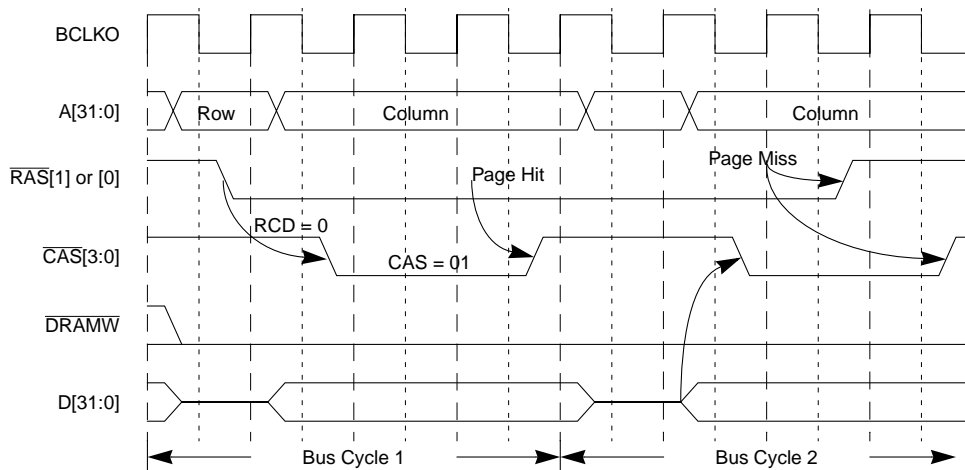 BCLKO
A[31:0]
Row
Column
Column
RAS[1] or [0]
Page Hit
Page Miss
RCD = 0
CAS[3:0]
CAS = 01
DRAMW
D[31:0]
Bus Cycle 1
Bus Cycle 2